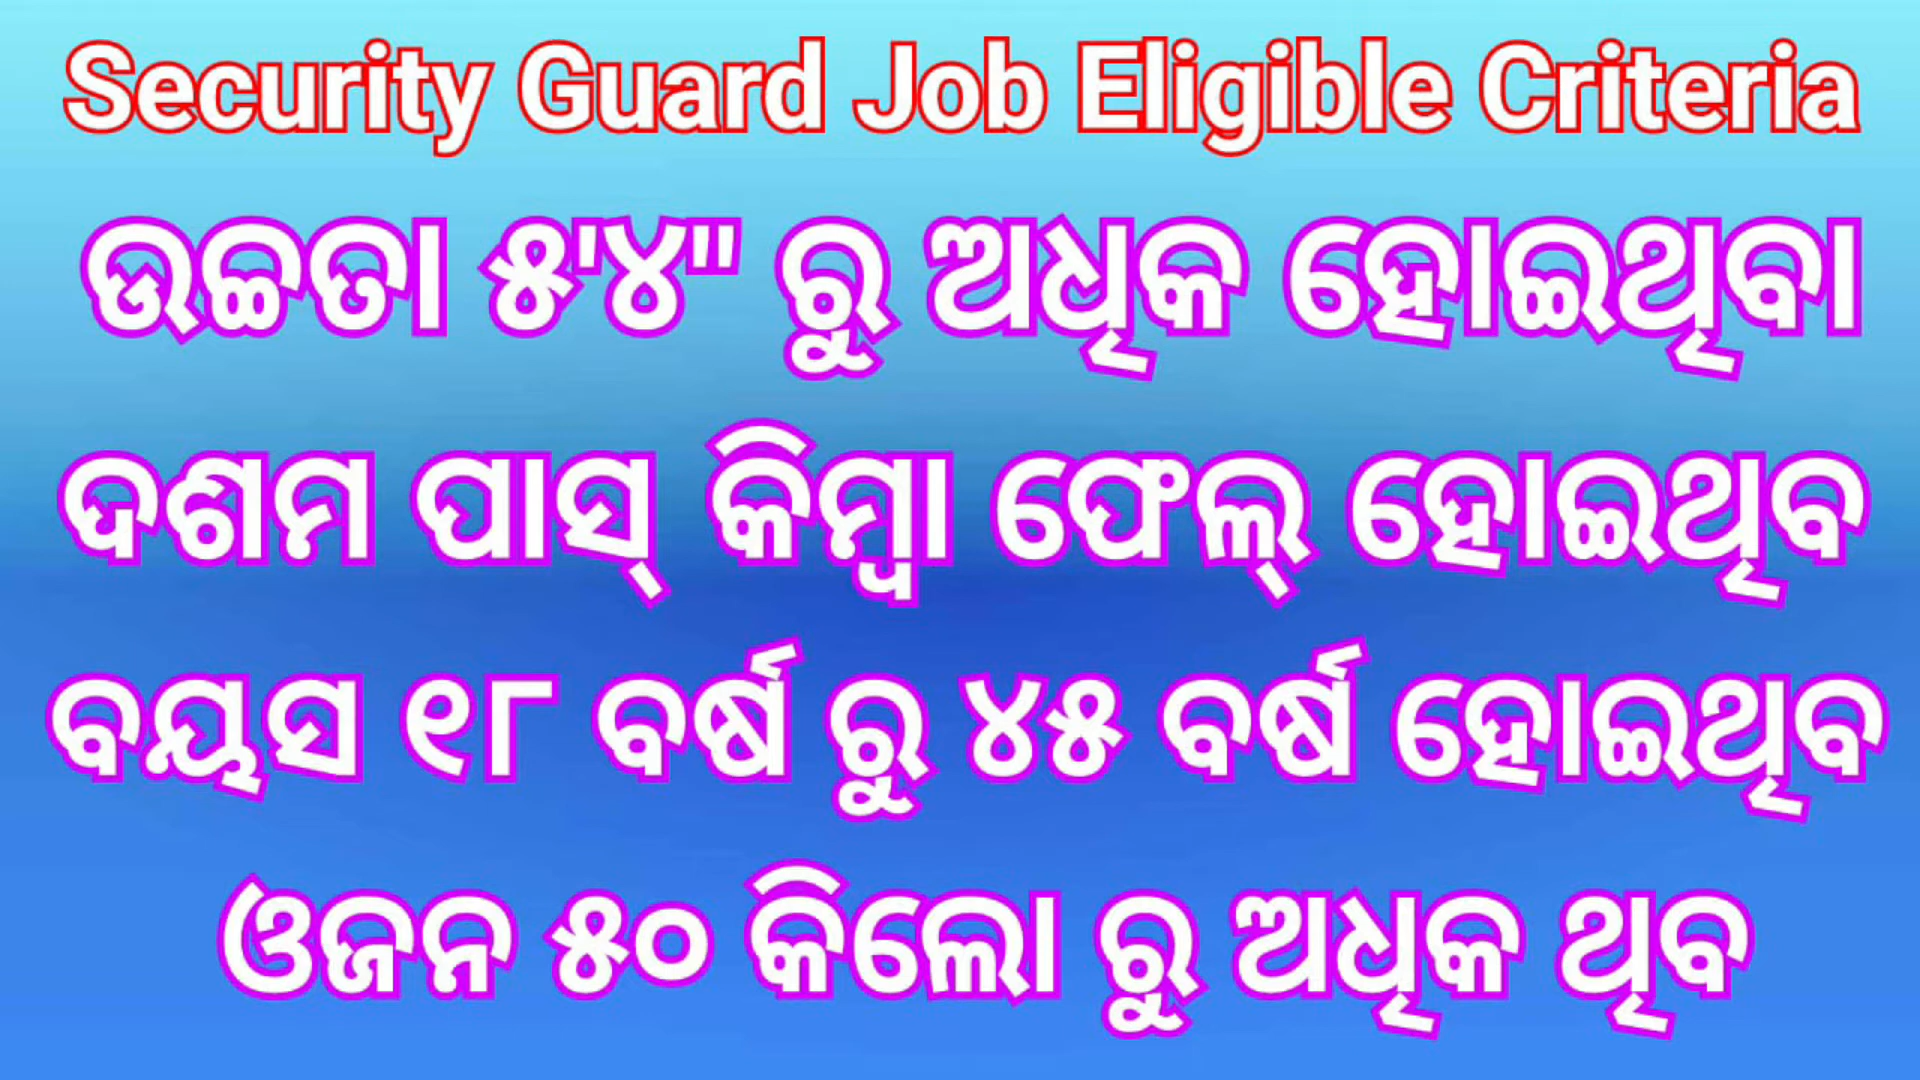 Security Guard Job Eligible Criteria
ଉଚ୍ଚତା ୫'୪" ରୁ ଅଧିକ ହୋଇଥିବା
ଦଶମ ପାସ୍ କିମ୍ବା ଫେଲ୍ ହୋଇଥିବ
ବୟସ ୧୮ ବର୍ଷ ରୁ ୪୫ ବର୍ଷ ହୋଇଥିବ
ଓଜନ ୫୦ କିଲୋ ରୁ ଅଧିକ ଥିବ